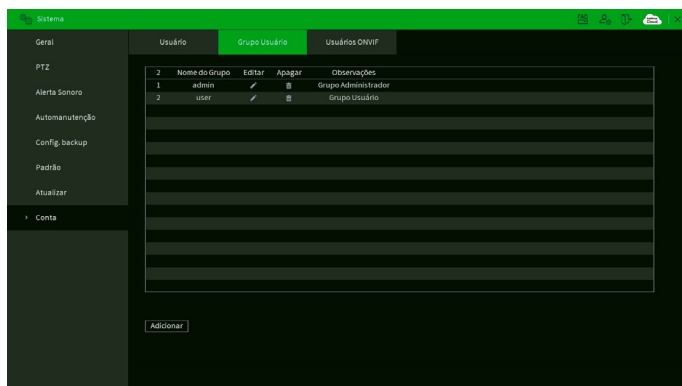 Sistema
FAQ
Geral
PTZ
Alerta Sonoro
Automanutenção
Config. backup
Padrão
Atualizar
Conta
Usuário Grupo Usuário Usuários ONVIF
2 Nome do Grupo Editar Apagar Observações
1 admin Grupo Administrador
2 user Grupo Usuário
Adicionar